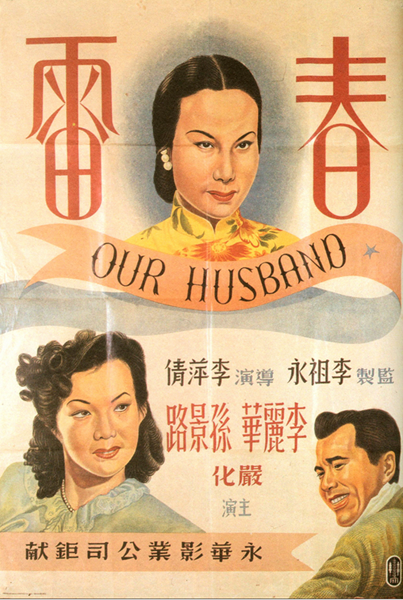 春雷
OUR HUSBAND
監製 李祖永 導演 李萍倩
李麗華 孫景路
嚴化
主演
永華影業公司鉅獻